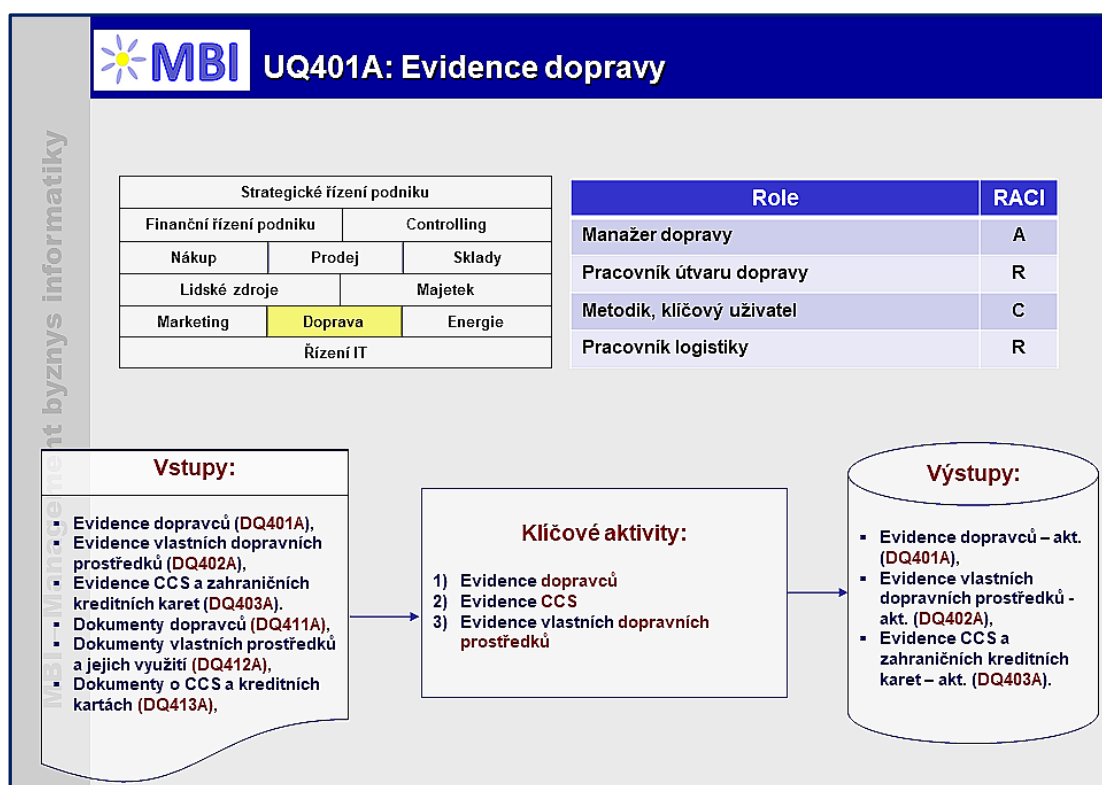 MBI
UQ401A: Evidence dopravy
MBI – Management byznys informatiky
Strategické řízení podniku
Finanční řízení podniku
Controlling
Nákup
Prodej
Sklady
Lidské zdroje
Majetek
Marketing
Doprava
Energie
Řízení IT
Role
RACI
Manažer dopravy
A
Pracovník útvaru dopravy
R
Metodik, klíčový uživatel
C
Pracovník logistiky
R
Vstupy:
▪ Evidence dopravců (DQ401A),
▪ Evidence vlastních dopravních
prostředků (DQ402A),
▪ Evidence CCS a zahraničních
kreditních karet (DQ403A).
▪ Dokumenty dopravců (DQ411A),
▪ Dokumenty vlastních prostředků
a jejich využití (DQ412A),
▪ Dokumenty o CCS a kreditních
kartách (DQ413A),
Klíčové aktivity:
1) Evidence dopravců
2) Evidence CCS
3) Evidence vlastních dopravních
prostředků
Výstupy:
▪ Evidence dopravců – akt.
(DQ401A),
▪ Evidence vlastních
dopravních prostředků -
akt. (DQ402A),
▪ Evidence CCS a
zahraničních kreditních
karet – akt. (DQ403A).